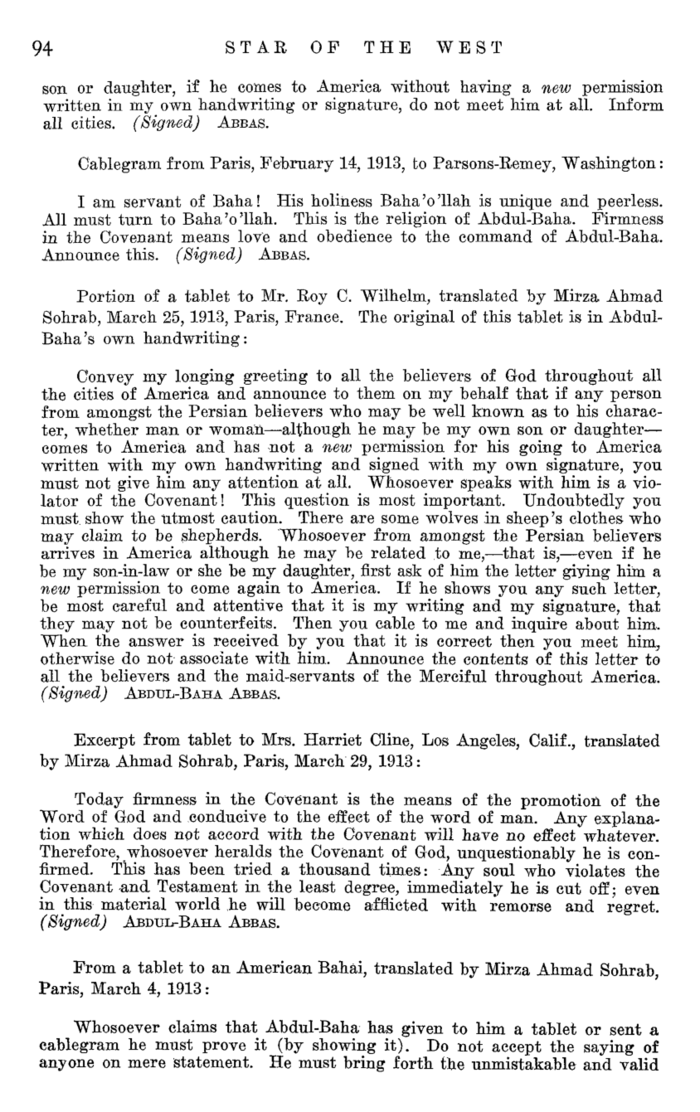 94 STAR OF THE WEST
son or daughter, if he comes to America without having a new permission
written in my own handwriting or signature, do not meet him at all. Inform
all cities. (Signed) ABBAS.
Cablegram from Paris, February 14, 1913, to Parsons-Remey, Washington:
I am servant of Baha! His holiness Baha'o'llah is unique and peerless.
All must turn to Baha'o'llah. This is the religion of Abdul-Baha. Firmness
in the Covenant means love and obedience to the command of Abdul-Baha.
Announce this. (Signed) ABBAS.
Portion of a tablet to Mr. Roy C. Wilhelm, translated by Mirza Ahmad
Sohrab, March 25, 1913, Paris, France. The original of this tablet is in Abdul-
Baha's own handwriting:
Convey my longing greeting to all the believers of God throughout all
the cities of America and announce to them on my behalf that if any person
from amongst the Persian believers who may be well known as to his charac-
ter, whether man or woman—although he may be my own son or daughter—
comes to America and has not a new permission for his going to America
written with my own handwriting and signed with my own signature, you
must not give him any attention at all. Whosoever speaks with him is a vio-
lator of the Covenant! This question is most important. Undoubtedly you
must show the utmost caution. There are some wolves in sheep's clothes who
may claim to be shepherds. Whosoever from amongst the Persian believers
arrives in America although he may be related to me,—that is,—even if he
be my son-in-law or she be my daughter, first ask of him the letter giving him a
new permission to come again to America. If he shows you any such letter,
be most careful and attentive that it is my writing and my signature, that
they may not be counterfeits. Then you cable to me and inquire about him.
When the answer is received by you that it is correct then you meet him,
otherwise do not associate with him. Announce the contents of this letter to
all the believers and the maid-servants of the Merciful throughout America.
(Signed) ABDUL-BAHA ABBAS.
Excerpt from tablet to Mrs. Harriet Cline, Los Angeles, Calif., translated
by Mirza Ahmad Sohrab, Paris, March 29, 1913:
Today firmness in the Covenant is the means of the promotion of the
Word of God and conducive to the effect of the word of man. Any explana-
tion which does not accord with the Covenant will have no effect whatever.
Therefore, whosoever heralds the Covenant of God, unquestionably he is con-
firmed. This has been tried a thousand times: Any soul who violates the
Covenant and Testament in the least degree, immediately he is cut off; even
in this material world he will become afflicted with remorse and regret.
(Signed) ABDUL-BAHA ABBAS.
From a tablet to an American Bahai, translated by Mirza Ahmad Sohrab,
Paris, March 4, 1913:
Whosoever claims that Abdul-Baha has given to him a tablet or sent a
cablegram he must prove it (by showing it). Do not accept the saying of
anyone on mere statement. He must bring forth the unmistakable and valid